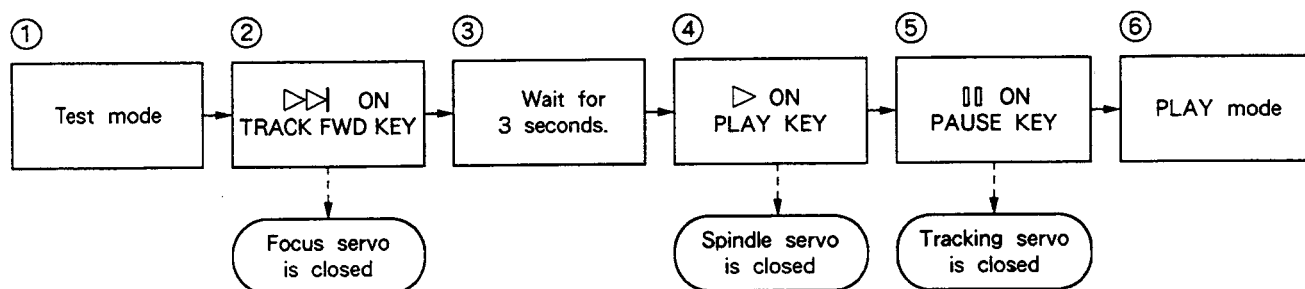 ①
Test mode
②
▷▷| ON
TRACK FWD KEY
Focus servo
is closed
③
Wait for
3 seconds.
④
▷ ON
PLAY KEY
Spindle servo
is closed
⑤
▯▯ ON
PAUSE KEY
Tracking servo
is closed
⑥
PLAY mode